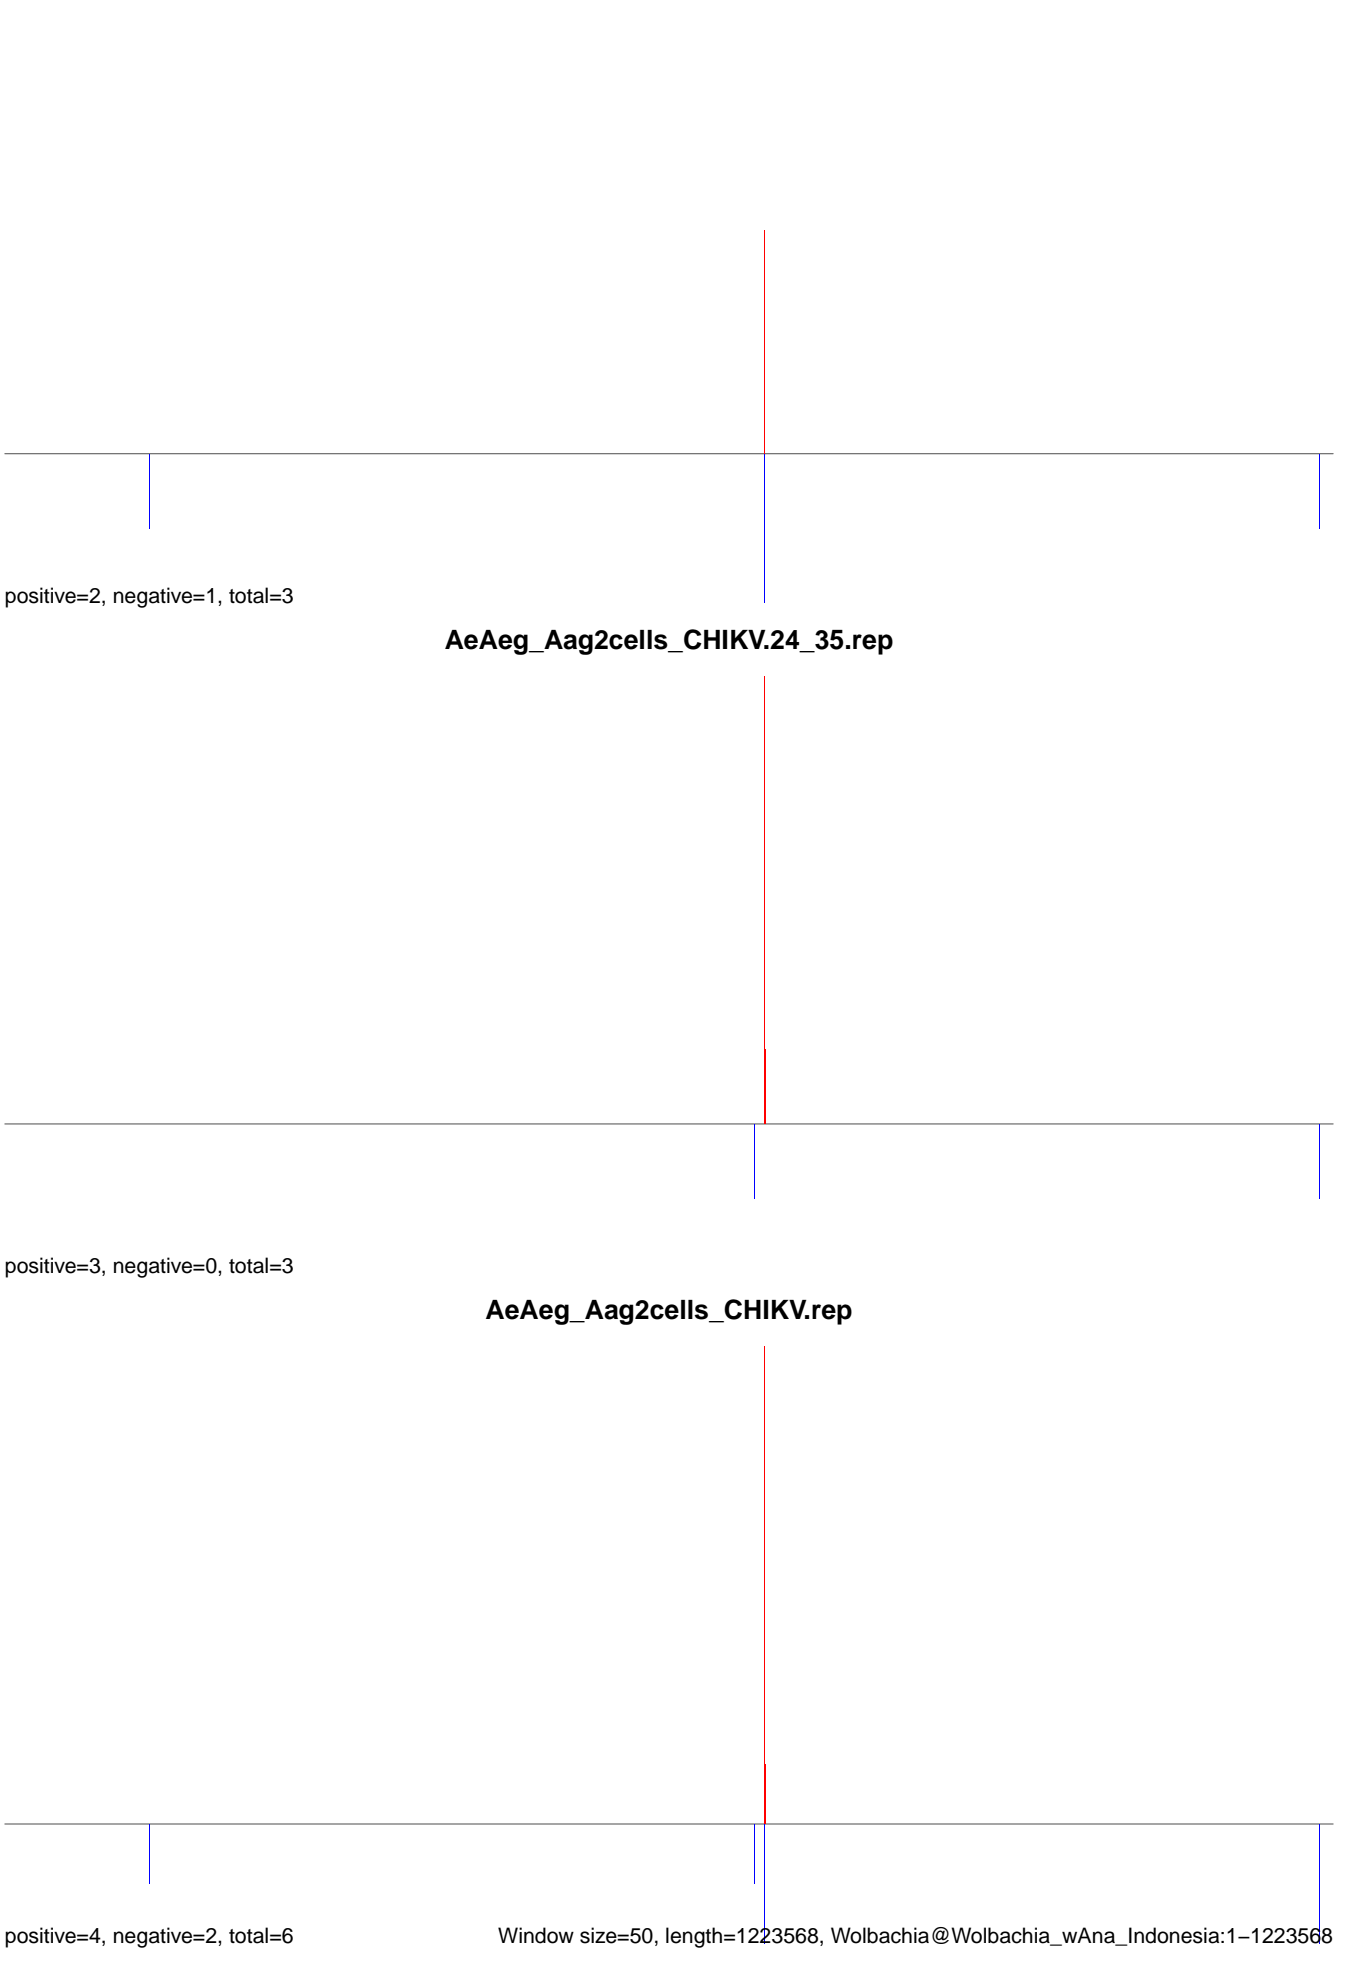 positive=2, negative=1, total=3
AeAeg_Aag2cells_CHIKV.24_35.rep
positive=3, negative=0, total=3
AeAeg_Aag2cells_CHIKV.rep
positive=4, negative=2, total=6
Window size=50, length=1223568, Wolbachia@Wolbachia_wAna_Indonesia:1–1223568